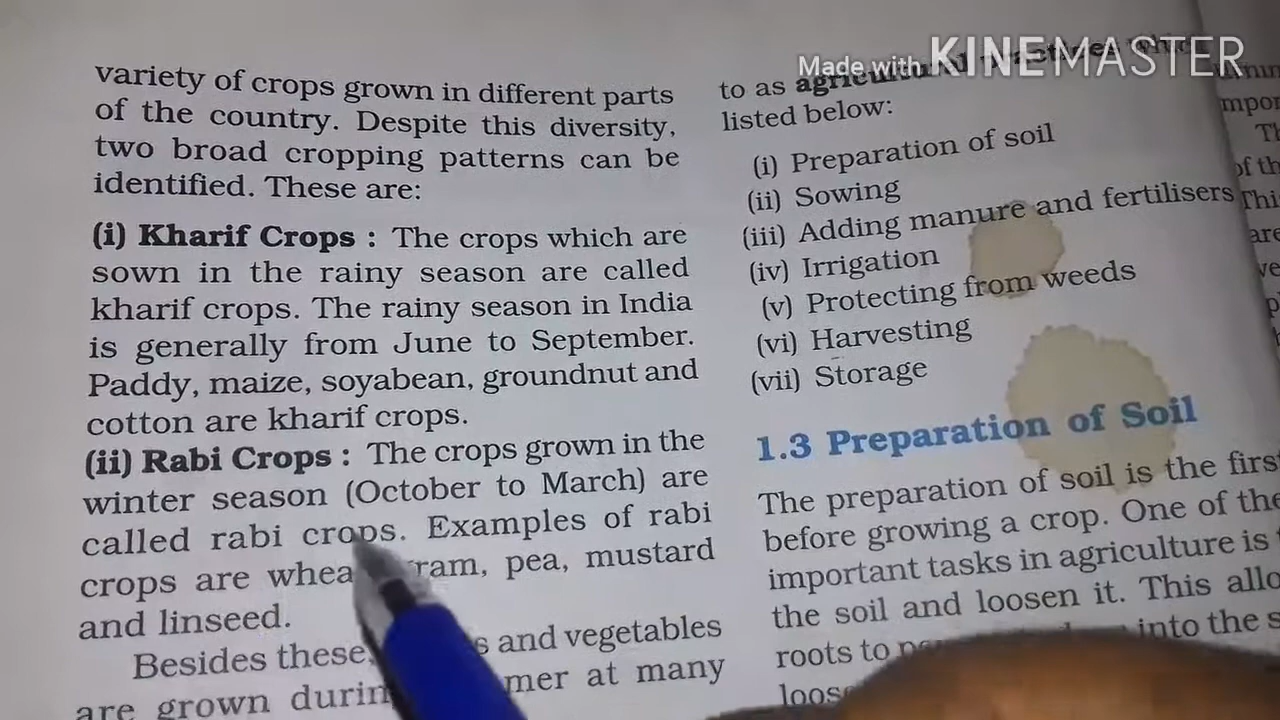 Made with KINEMASTER
variety of crops grown in different parts
of the country. Despite this diversity,
two broad cropping patterns can be
identified. These are:
(i) Kharif Crops : The crops which are
sown in the rainy season are called
kharif crops. The rainy season in India
is generally from June to September.
Paddy, maize, soyabean, groundnut and
cotton are kharif crops.
(ii) Rabi Crops : The crops grown in the
winter season (October to March) are
called rabi crops. Examples of rabi
crops are pea, mustard
and linseed.
Besides these, and vegetables
are grown at many
to as agricultural practices
listed below:
(i) Preparation of soil
(ii) Sowing
(iii) Adding manure and fertilisers
(iv) Irrigation
(v) Protecting from weeds
(vi) Harvesting
(vii) Storage
1.3 Preparation of Soil
The preparation of soil is the first
before growing a crop. One of the
important tasks in agriculture is
the soil and loosen it. This
roots to into the